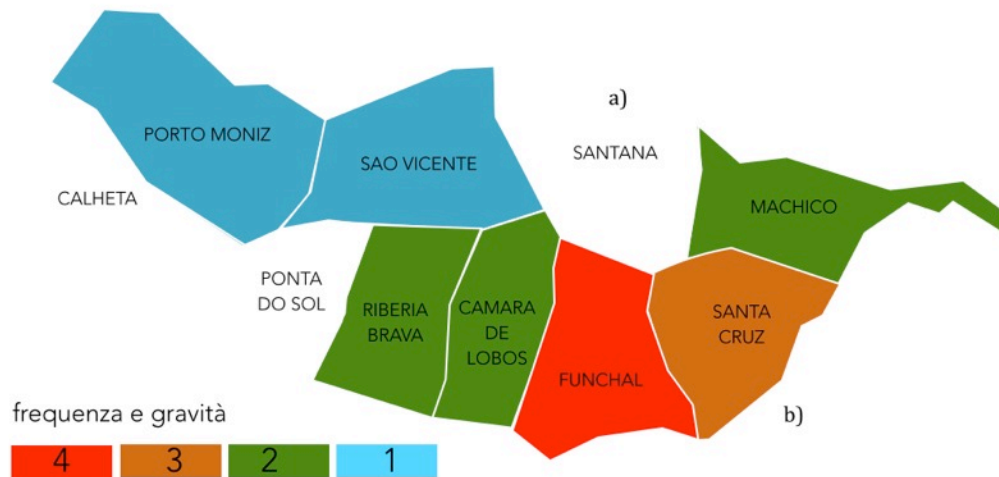 a)
PORTO MONIZ
SAO VICENTE
SANTANA
CALHETA
MACHICO
PONTA
DO SOL
RIBERIA
BRAVA
CAMARA
DE
LOBOS
SANTA
CRUZ
FUNCHAL
b)
frequenza e gravità
4 3 2 1